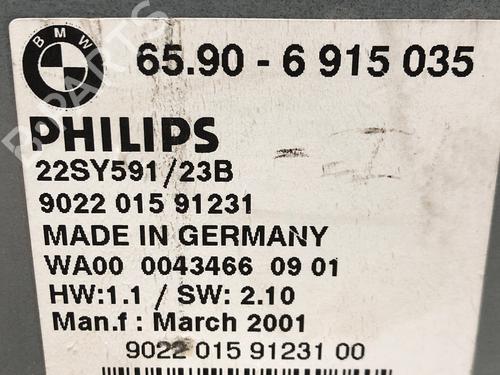 BMW
65.90 - 6 915 035
PHILIPS
22SY591/23B
9022 015 91231
MADE IN GERMANY
WA00 0043466 09 01
HW:1.1 / SW: 2.10
Man.f : March 2001
9022 015 91231 00